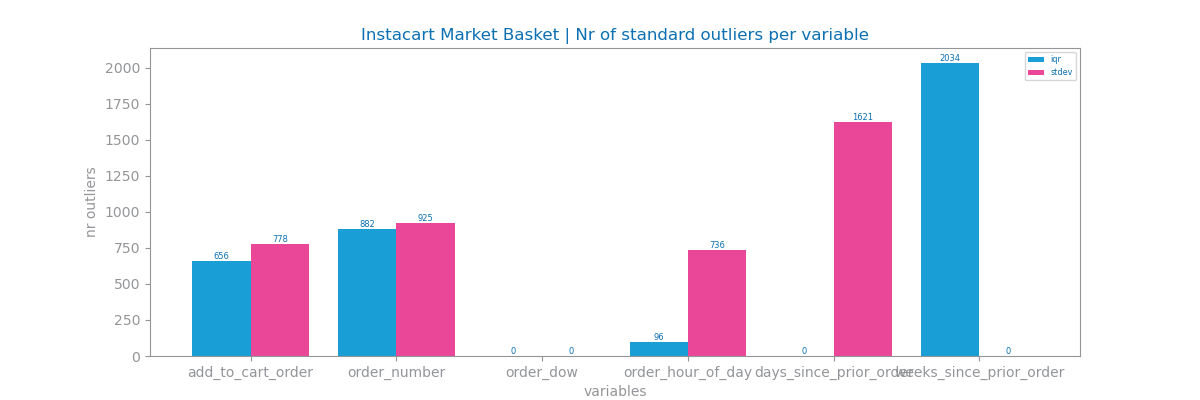 Instacart Market Basket | Nr of standard outliers per variable
nr outliers
2000
1750
1500
1250
1000
750
500
250
0
656
778
882
925
0
0
96
736
0
1621
2034
0
iqr
stdev
add_to_cart_order
order_number
order_dow
order_hour_of_day
days_since_prior_order
weeks_since_prior_order
variables